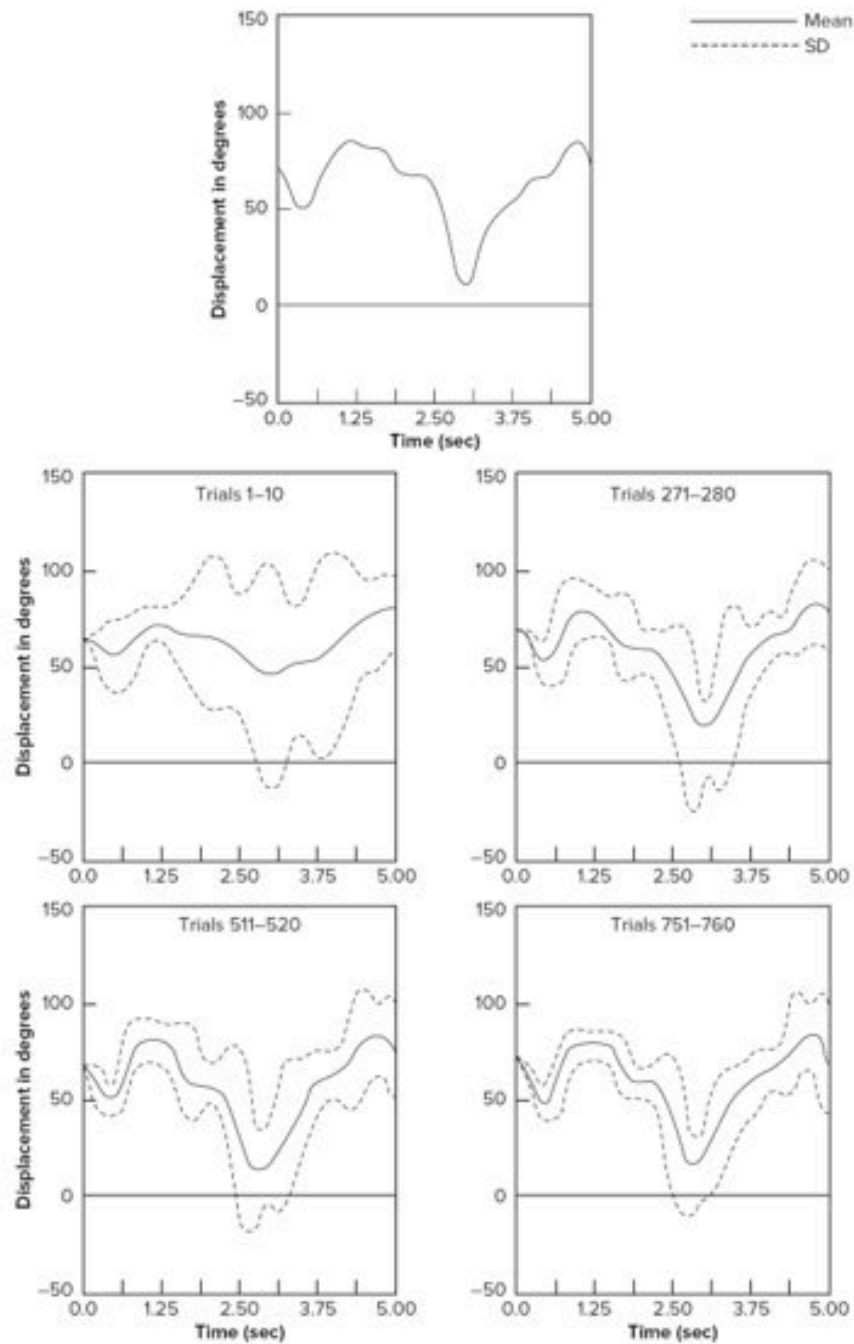 150
100
50
0
−50
Displacement in degrees
0.0 1.25 2.50 3.75 5.00
Time (sec)
Mean
SD
Trials 1–10
150
100
50
0
−50
Displacement in degrees
0.0 1.25 2.50 3.75 5.00
Trials 271–280
150
100
50
0
−50
0.0 1.25 2.50 3.75 5.00
Trials 511–520
150
100
50
0
−50
Displacement in degrees
0.0 1.25 2.50 3.75 5.00
Time (sec)
Trials 751–760
150
100
50
0
−50
0.0 1.25 2.50 3.75 5.00
Time (sec)